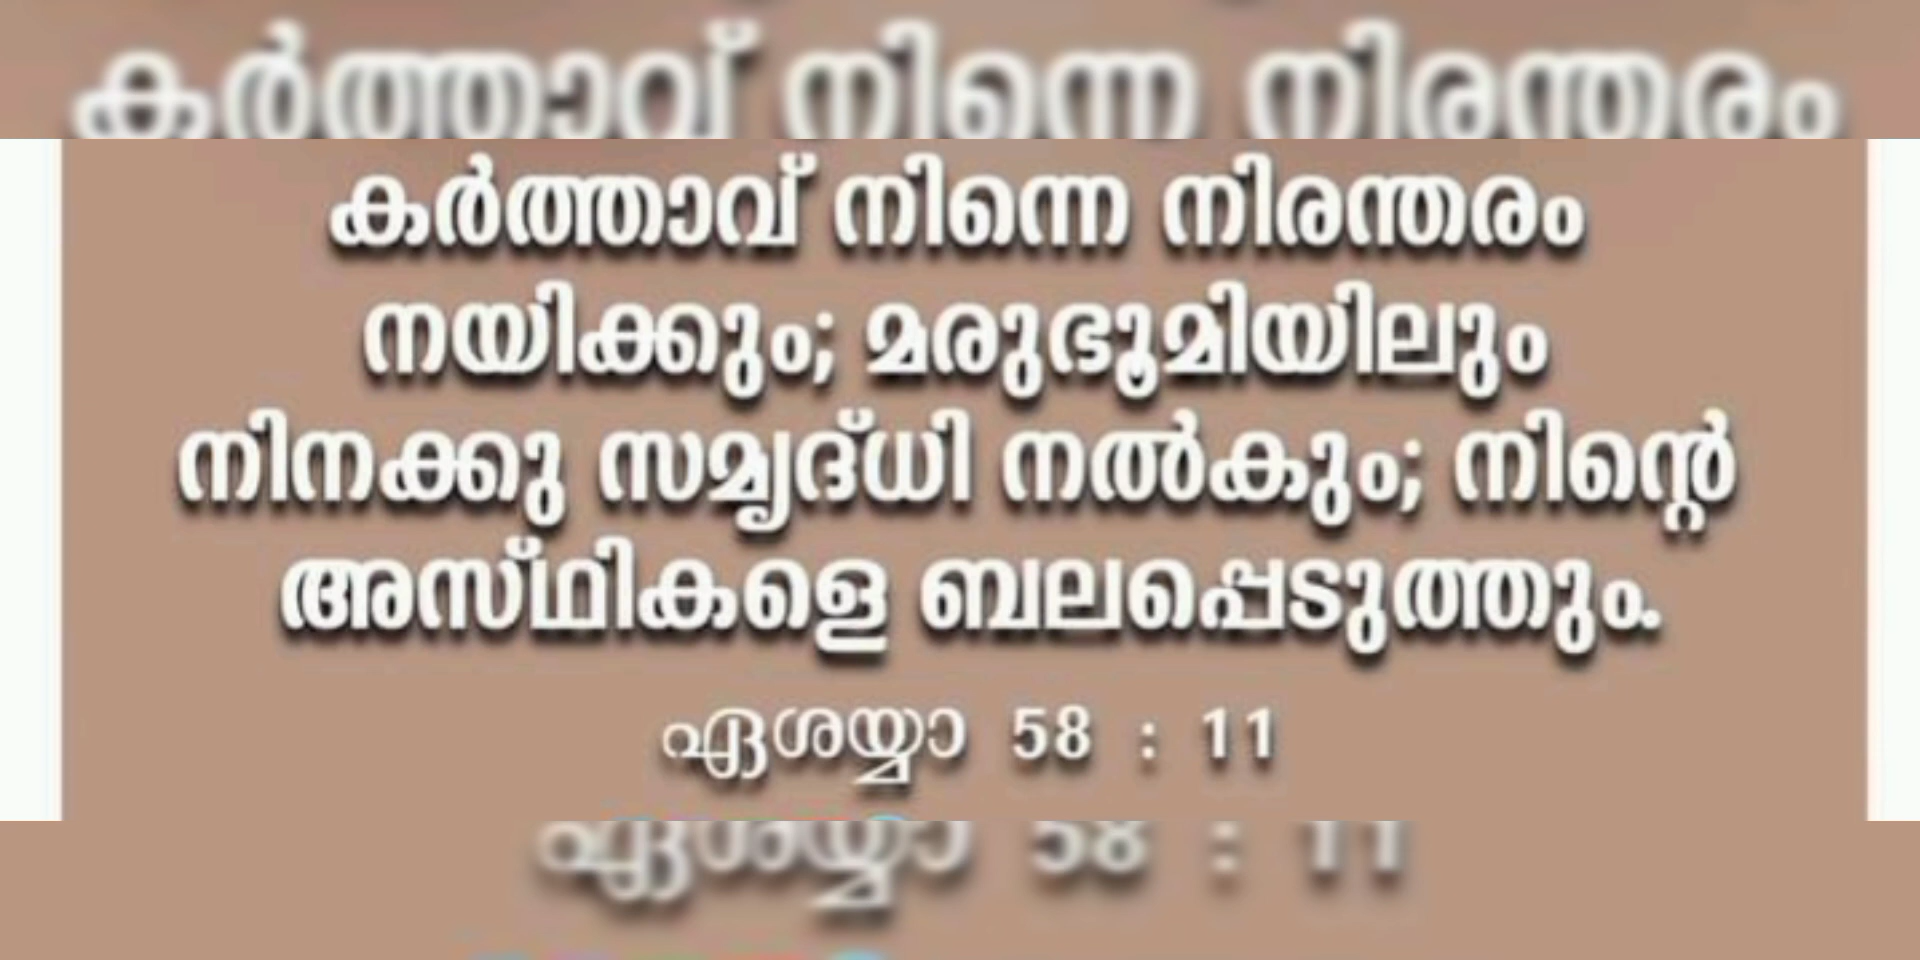 കർത്താവ് നിന്നെ നിരന്തരം
കർത്താവ് നിന്നെ നിരന്തരം
നയിക്കും; മരുഭൂമിയിലും
നിനക്കു സമൃദ്ധി നൽകും; നിന്റെ
അസ്ഥികളെ ബലപ്പെടുത്തും.
ഏശയ്യാ 58 : 11
ഏശയ്യാ 58 : 11